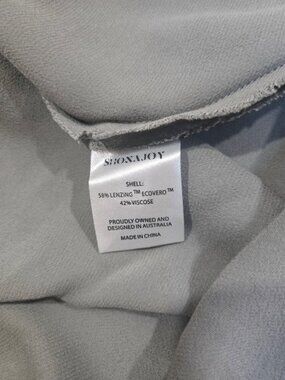 SHONAJOY
SHELL:
58% LENZING™ ECOVERO™
42% VISCOSE
PROUDLY OWNED AND
DESIGNED IN AUSTRALIA
MADE IN CHINA